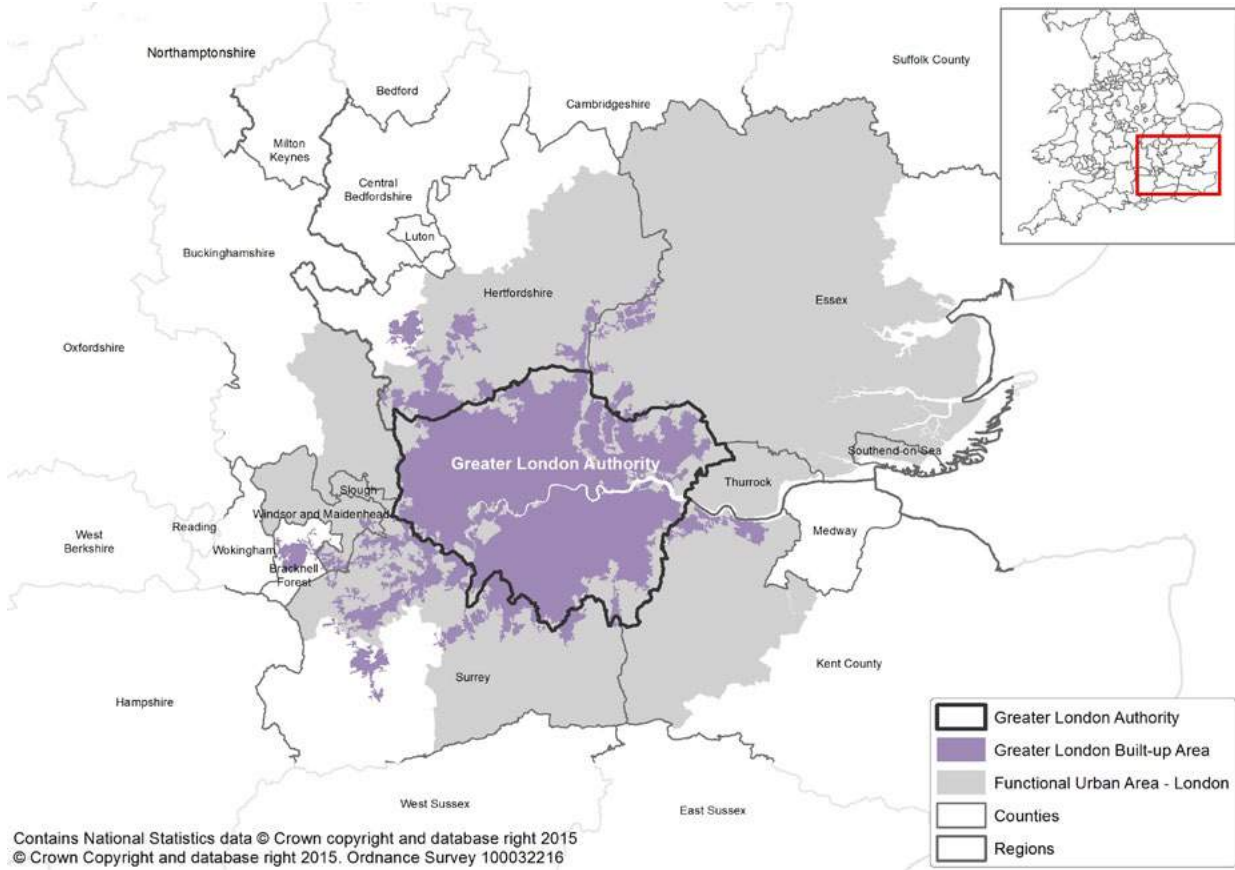 Northamptonshire
Suffolk County
Bedford
Cambridgeshire
Milton
Keynes
Central
Bedfordshire
Luton
Buckinghamshire
Hertfordshire
Essex
Oxfordshire
Greater London Authority
Southend-on-Sea
Thurrock
Slough
Windsor and Maidenhead
Reading
West
Berkshire
Wokingham
Medway
Bracknell
Forest
Kent County
Surrey
Hampshire
West Sussex
East Sussex
Greater London Authority
Greater London Built-up Area
Functional Urban Area - London
Counties
Regions
Contains National Statistics data © Crown copyright and database right 2015
© Crown Copyright and database right 2015. Ordnance Survey 100032216